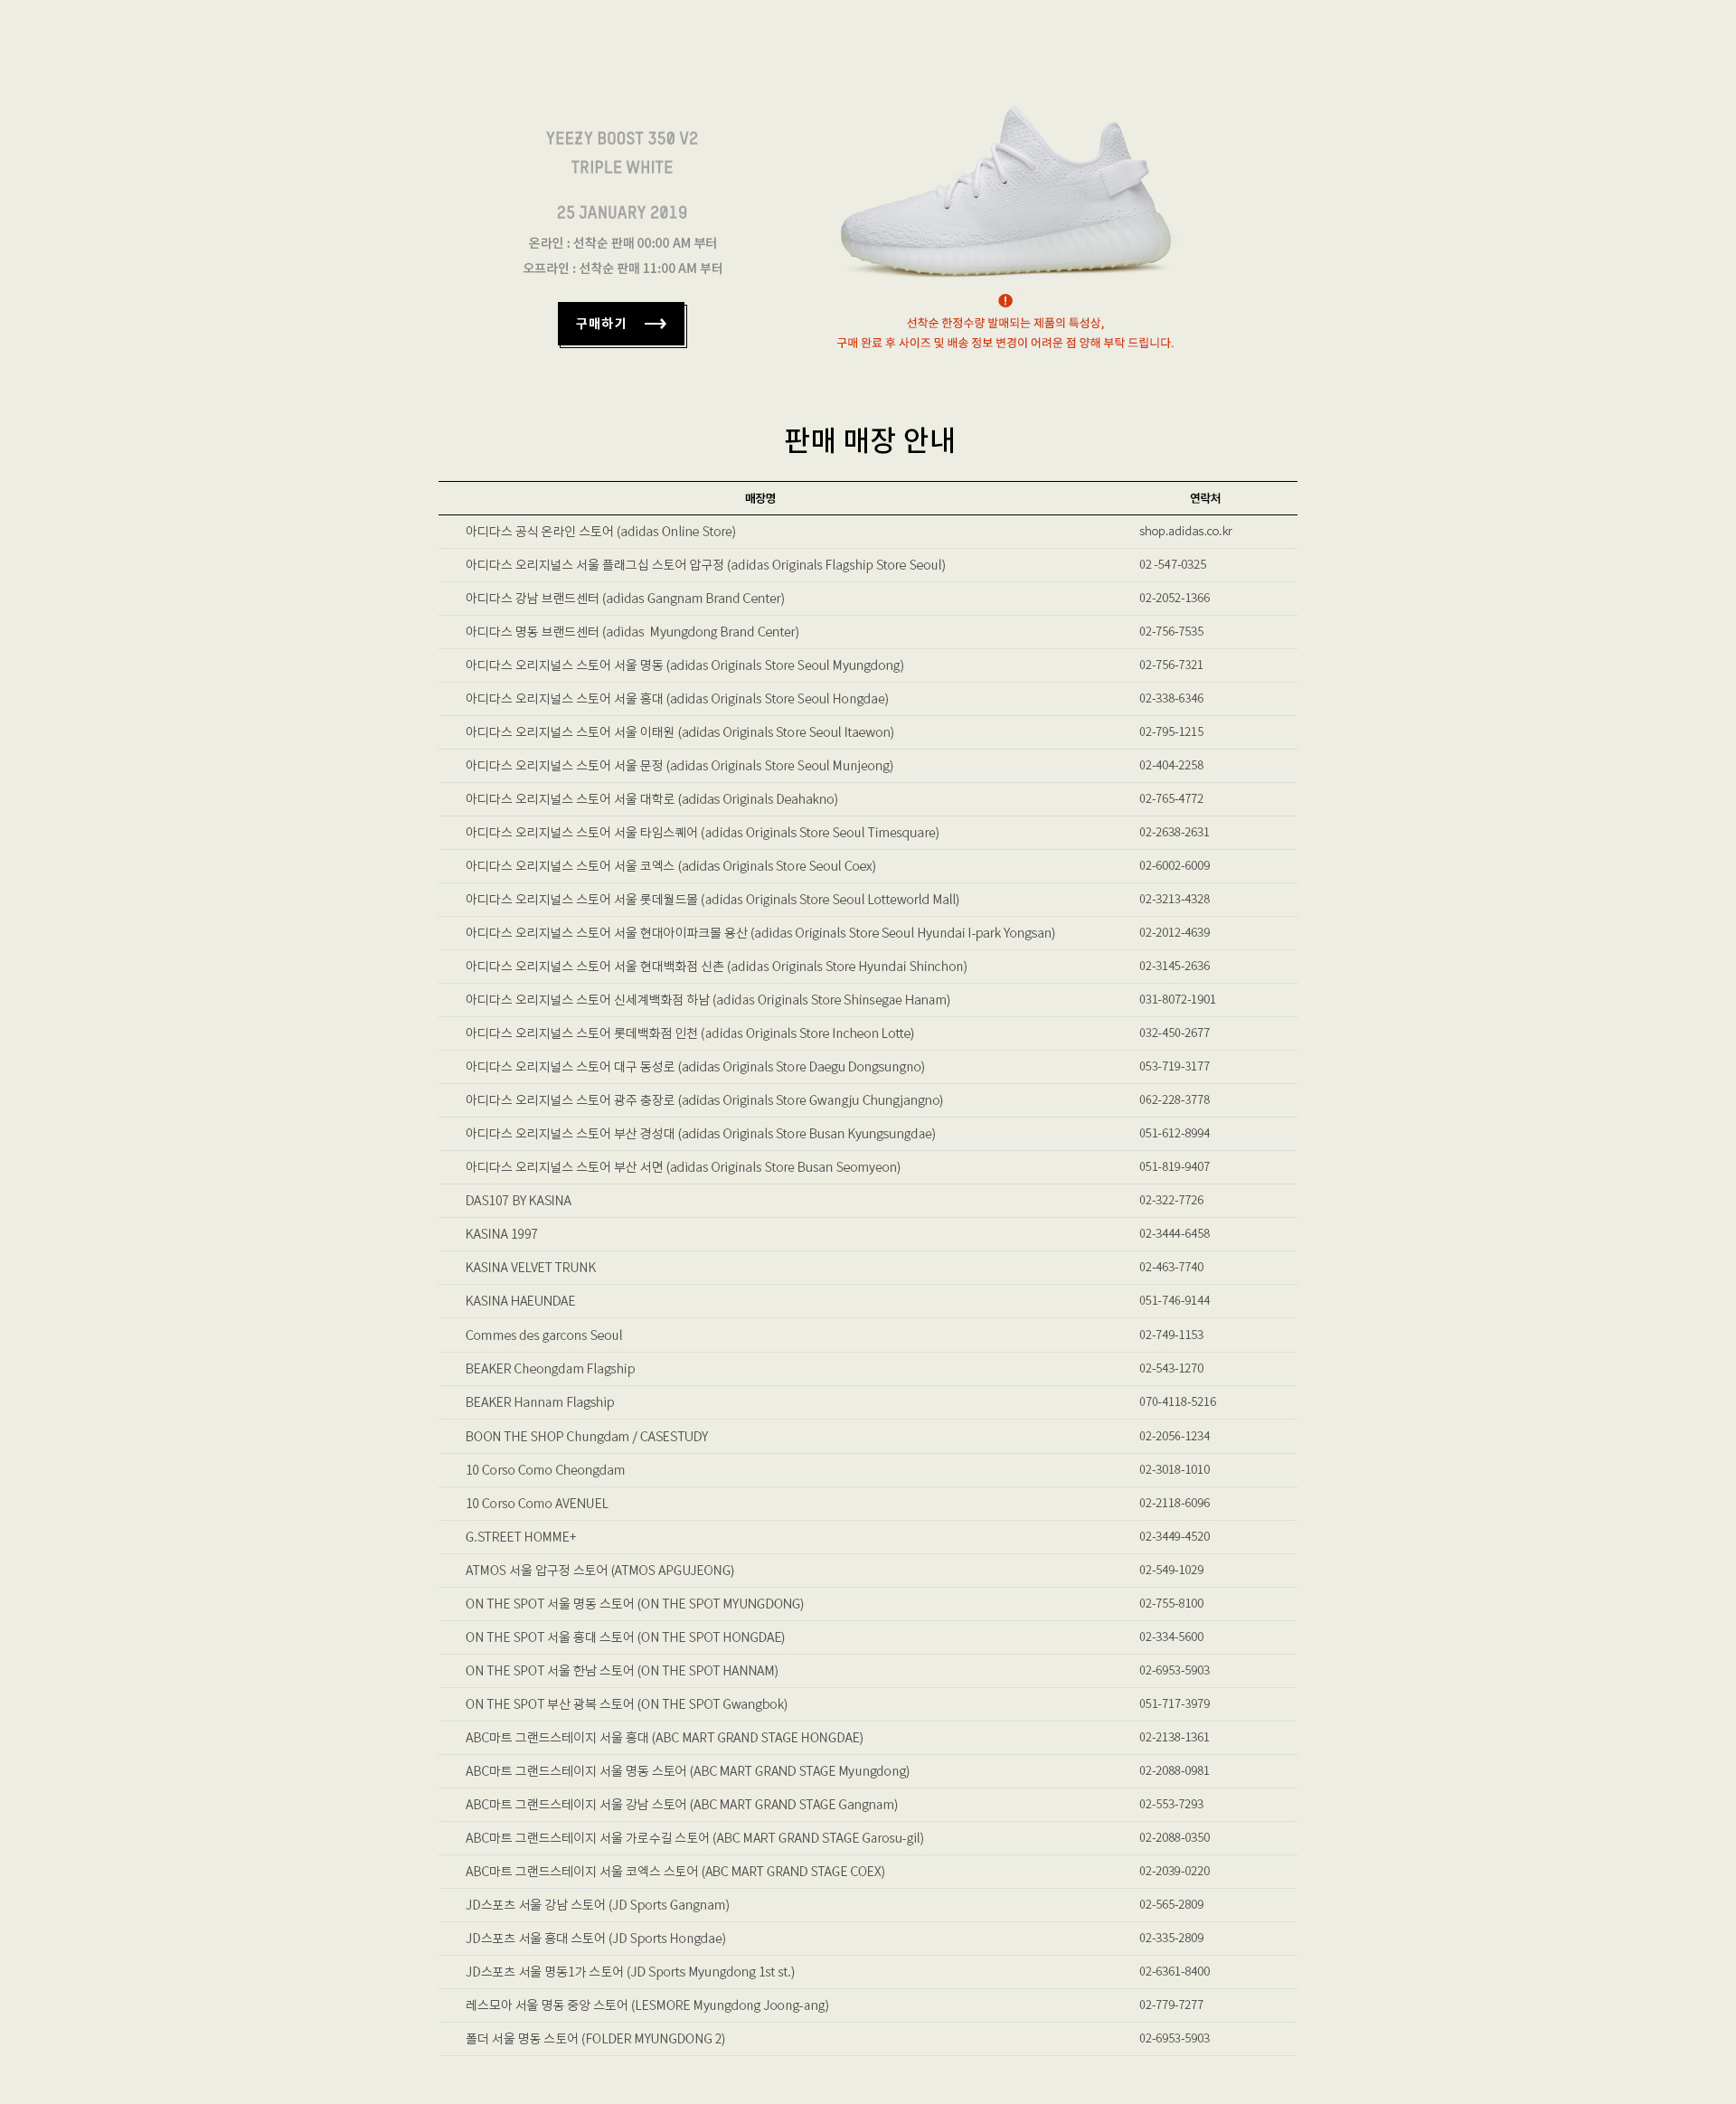 YEEZY BOOST 350 V2
TRIPLE WHITE
25 JANUARY 2019
온라인 : 선착순 판매 00:00 AM 부터
오프라인 : 선착순 판매 11:00 AM 부터
구매하기
선착순 한정수량 발매되는 제품의 특성상,
구매 완료 후 사이즈 및 배송 정보 변경이 어려운 점 양해 부탁 드립니다.
판매 매장 안내
매장명 연락처
아디다스 공식 온라인 스토어 (adidas Online Store) shop.adidas.co.kr
아디다스 오리지널스 서울 플래그십 스토어 압구정 (adidas Originals Flagship Store Seoul) 02 -547-0325
아디다스 강남 브랜드센터 (adidas Gangnam Brand Center) 02-2052-1366
아디다스 명동 브랜드센터 (adidas  Myungdong Brand Center) 02-756-7535
아디다스 오리지널스 스토어 서울 명동 (adidas Originals Store Seoul Myungdong) 02-756-7321
아디다스 오리지널스 스토어 서울 홍대 (adidas Originals Store Seoul Hongdae) 02-338-6346
아디다스 오리지널스 스토어 서울 이태원 (adidas Originals Store Seoul Itaewon) 02-795-1215
아디다스 오리지널스 스토어 서울 문정 (adidas Originals Store Seoul Munjeong) 02-404-2258
아디다스 오리지널스 스토어 서울 대학로 (adidas Originals Deahakno) 02-765-4772
아디다스 오리지널스 스토어 서울 타임스퀘어 (adidas Originals Store Seoul Timesquare) 02-2638-2631
아디다스 오리지널스 스토어 서울 코엑스 (adidas Originals Store Seoul Coex) 02-6002-6009
아디다스 오리지널스 스토어 서울 롯데월드몰 (adidas Originals Store Seoul Lotteworld Mall) 02-3213-4328
아디다스 오리지널스 스토어 서울 현대아이파크몰 용산 (adidas Originals Store Seoul Hyundai I-park Yongsan) 02-2012-4639
아디다스 오리지널스 스토어 서울 현대백화점 신촌 (adidas Originals Store Hyundai Shinchon) 02-3145-2636
아디다스 오리지널스 스토어 신세계백화점 하남 (adidas Originals Store Shinsegae Hanam) 031-8072-1901
아디다스 오리지널스 스토어 롯데백화점 인천 (adidas Originals Store Incheon Lotte) 032-450-2677
아디다스 오리지널스 스토어 대구 동성로 (adidas Originals Store Daegu Dongsungno) 053-719-3177
아디다스 오리지널스 스토어 광주 충장로 (adidas Originals Store Gwangju Chungjangno) 062-228-3778
아디다스 오리지널스 스토어 부산 경성대 (adidas Originals Store Busan Kyungsungdae) 051-612-8994
아디다스 오리지널스 스토어 부산 서면 (adidas Originals Store Busan Seomyeon) 051-819-9407
DAS107 BY KASINA 02-322-7726
KASINA 1997 02-3444-6458
KASINA VELVET TRUNK 02-463-7740
KASINA HAEUNDAE 051-746-9144
Commes des garcons Seoul 02-749-1153
BEAKER Cheongdam Flagship 02-543-1270
BEAKER Hannam Flagship 070-4118-5216
BOON THE SHOP Chungdam / CASESTUDY 02-2056-1234
10 Corso Como Cheongdam 02-3018-1010
10 Corso Como AVENUEL 02-2118-6096
G.STREET HOMME+ 02-3449-4520
ATMOS 서울 압구정 스토어 (ATMOS APGUJEONG) 02-549-1029
ON THE SPOT 서울 명동 스토어 (ON THE SPOT MYUNGDONG) 02-755-8100
ON THE SPOT 서울 홍대 스토어 (ON THE SPOT HONGDAE) 02-334-5600
ON THE SPOT 서울 한남 스토어 (ON THE SPOT HANNAM) 02-6953-5903
ON THE SPOT 부산 광복 스토어 (ON THE SPOT Gwangbok) 051-717-3979
ABC마트 그랜드스테이지 서울 홍대 (ABC MART GRAND STAGE HONGDAE) 02-2138-1361
ABC마트 그랜드스테이지 서울 명동 스토어 (ABC MART GRAND STAGE Myungdong) 02-2088-0981
ABC마트 그랜드스테이지 서울 강남 스토어 (ABC MART GRAND STAGE Gangnam) 02-553-7293
ABC마트 그랜드스테이지 서울 가로수길 스토어 (ABC MART GRAND STAGE Garosu-gil) 02-2088-0350
ABC마트 그랜드스테이지 서울 코엑스 스토어 (ABC MART GRAND STAGE COEX) 02-2039-0220
JD스포츠 서울 강남 스토어 (JD Sports Gangnam) 02-565-2809
JD스포츠 서울 홍대 스토어 (JD Sports Hongdae) 02-335-2809
JD스포츠 서울 명동1가 스토어 (JD Sports Myungdong 1st st.) 02-6361-8400
레스모아 서울 명동 중앙 스토어 (LESMORE Myungdong Joong-ang) 02-779-7277
폴더 서울 명동 스토어 (FOLDER MYUNGDONG 2) 02-6953-5903